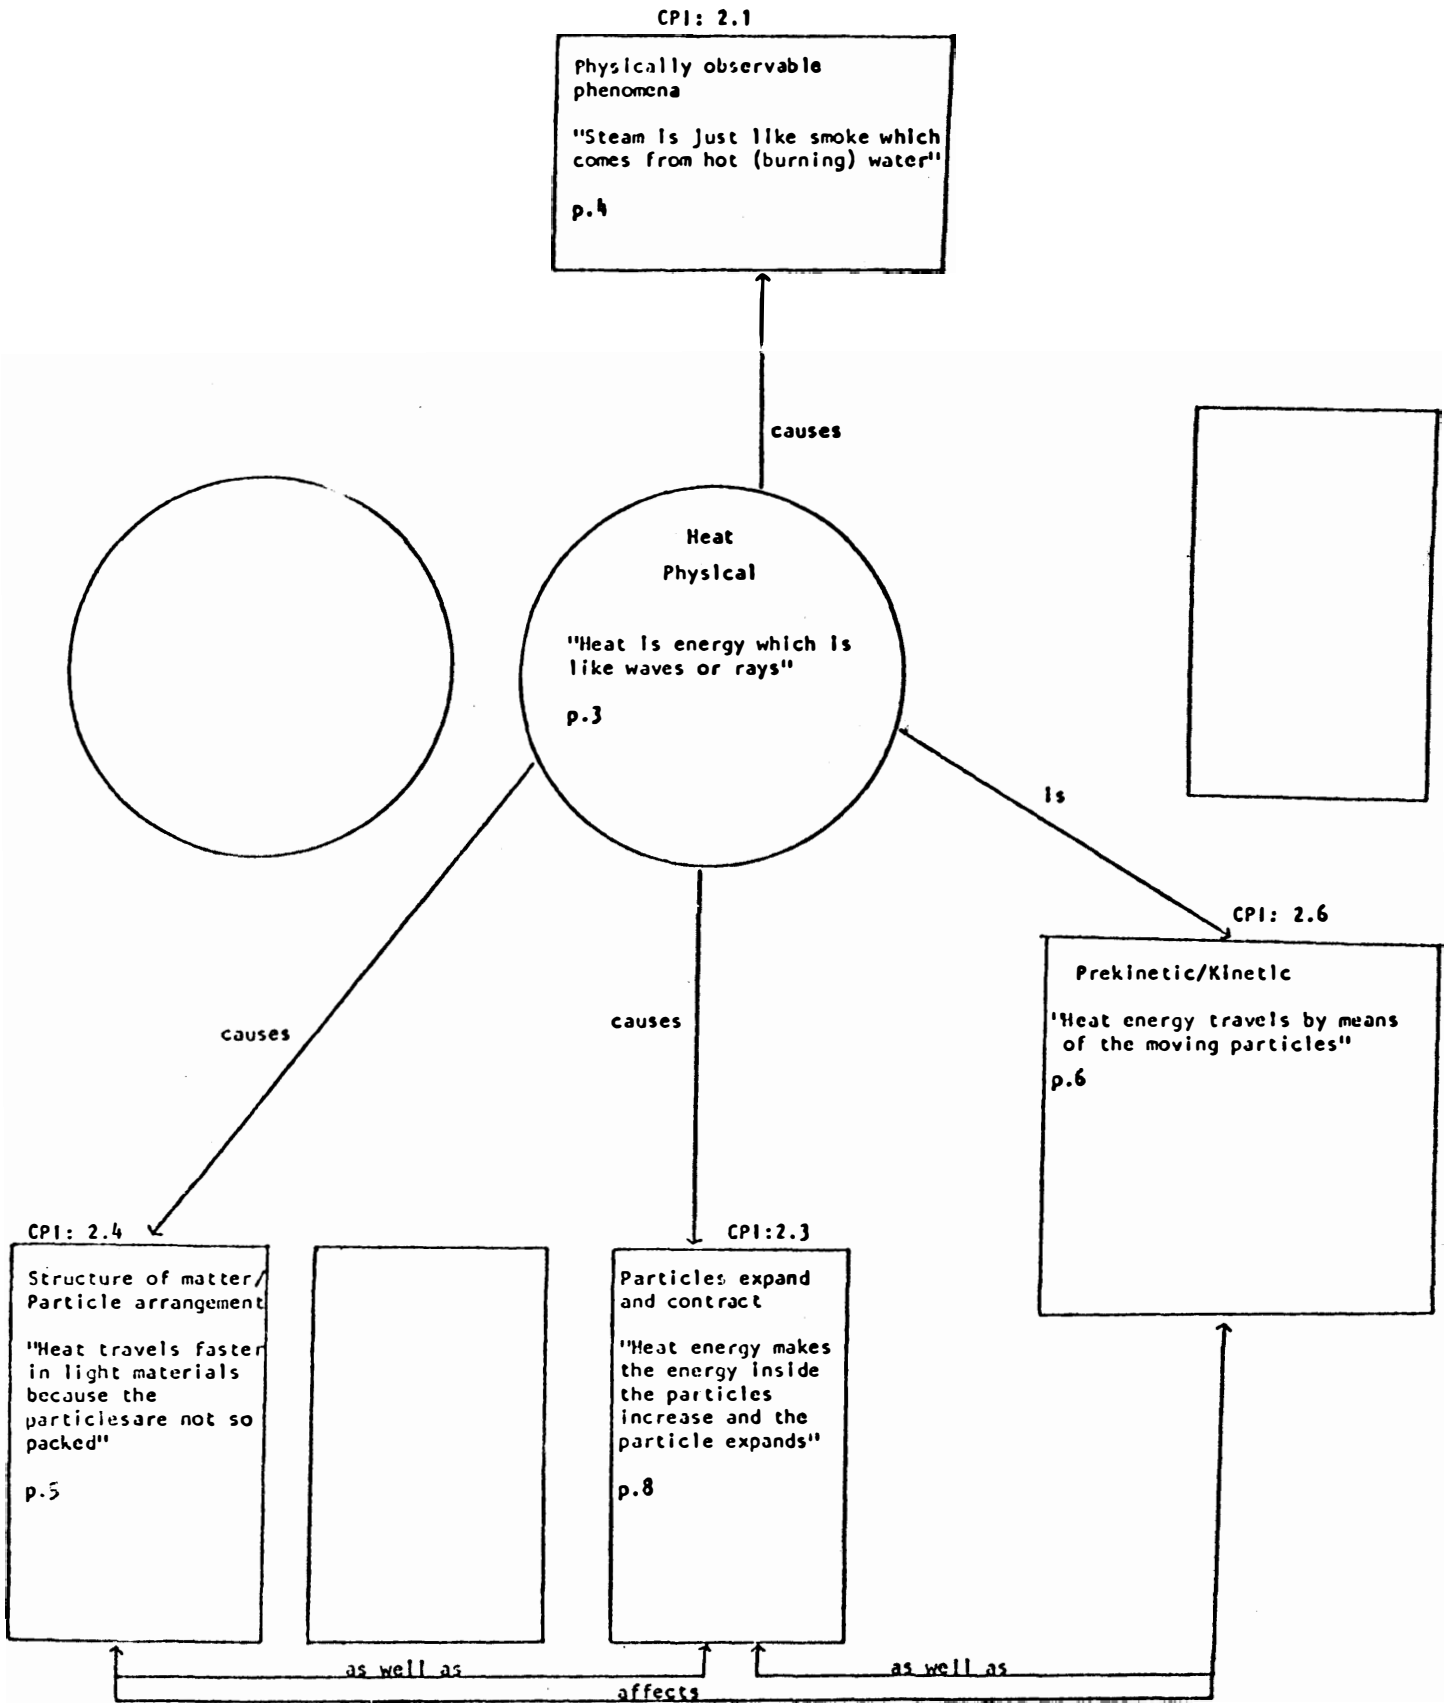 CPI: 2.1
Physically observable
phenomena
"Steam is just like smoke which
comes from hot (burning) water"
p.4
causes
Heat
Physical
"Heat is energy which is
like waves or rays"
p.3
is
CPI: 2.6
Prekinetic/Kinetic
"Heat energy travels by means
of the moving particles"
p.6
causes
causes
CPI: 2.4
Structure of matter/
Particle arrangement
"Heat travels faster
in light materials
because the
particlesare not so
packed"
p.5
CPI:2.3
Particles expand
and contract
"Heat energy makes
the energy inside
the particles
increase and the
particle expands"
p.8
as well as
as well as
affects